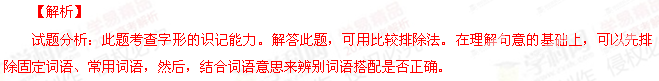 【解析】
试题分析：此题考查字形的识记能力。解答此题，可用比较排除法。在理解句意的基础上，可以先排
除固定词语、常用词语，然后，结合词语意思来辨别词语搭配是否正确。